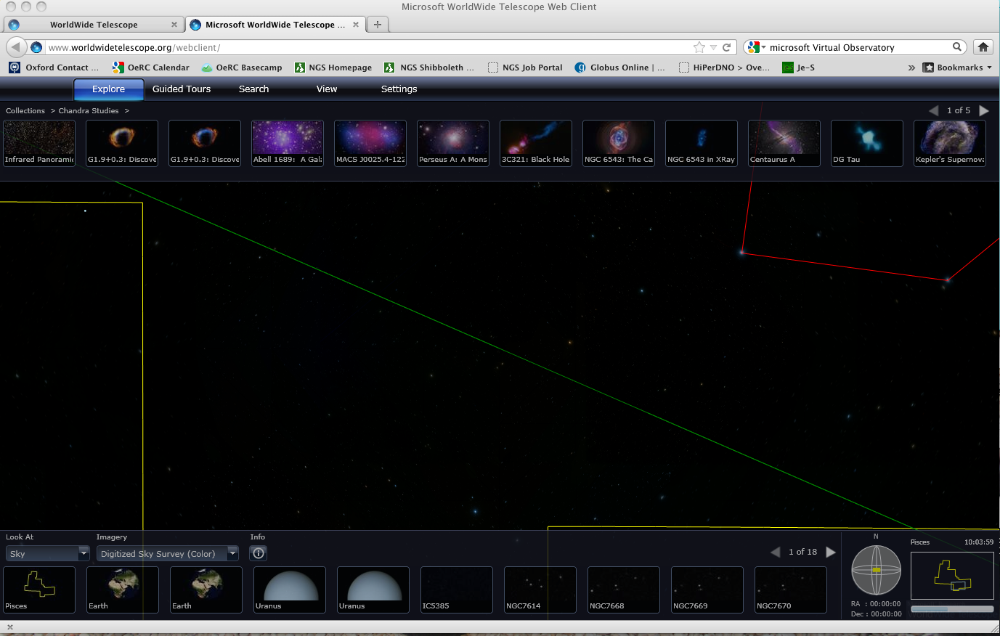 Microsoft WorldWide Telescope Web Client
WorldWide Telescope
Microsoft WorldWide Telescope ...
www.worldwidetelescope.org/webclient/
microsoft Virtual Observatory
Oxford Contact ... OeRC Calendar OeRC Basecamp NGS Homepage NGS Shibboleth ... NGS Job Portal Globus Online | ... HiPerDNO > Ove... Je-S » Bookmarks
Explore Guided Tours Search View Settings
Collections > Chandra Studies >
1 of 5
Infrared Panoramic
G1.9+0.3: Discove
G1.9+0.3: Discove
Abell 1689: A Gala
MACS J0025.4-122
Perseus A: A Mons
3C321: Black Hole
NGC 6543: The Ca
NGC 6543 in XRay
Centaurus A
DG Tau
Kepler's Supernova
Look At
Sky
Imagery
Digitized Sky Survey (Color)
Info
1 of 18
Pisces
Earth
Earth
Uranus
Uranus
IC5385
NGC7614
NGC7668
NGC7669
NGC7670
N
RA : 00:00:00
Dec : 00:00:00
Pisces 10:03:59